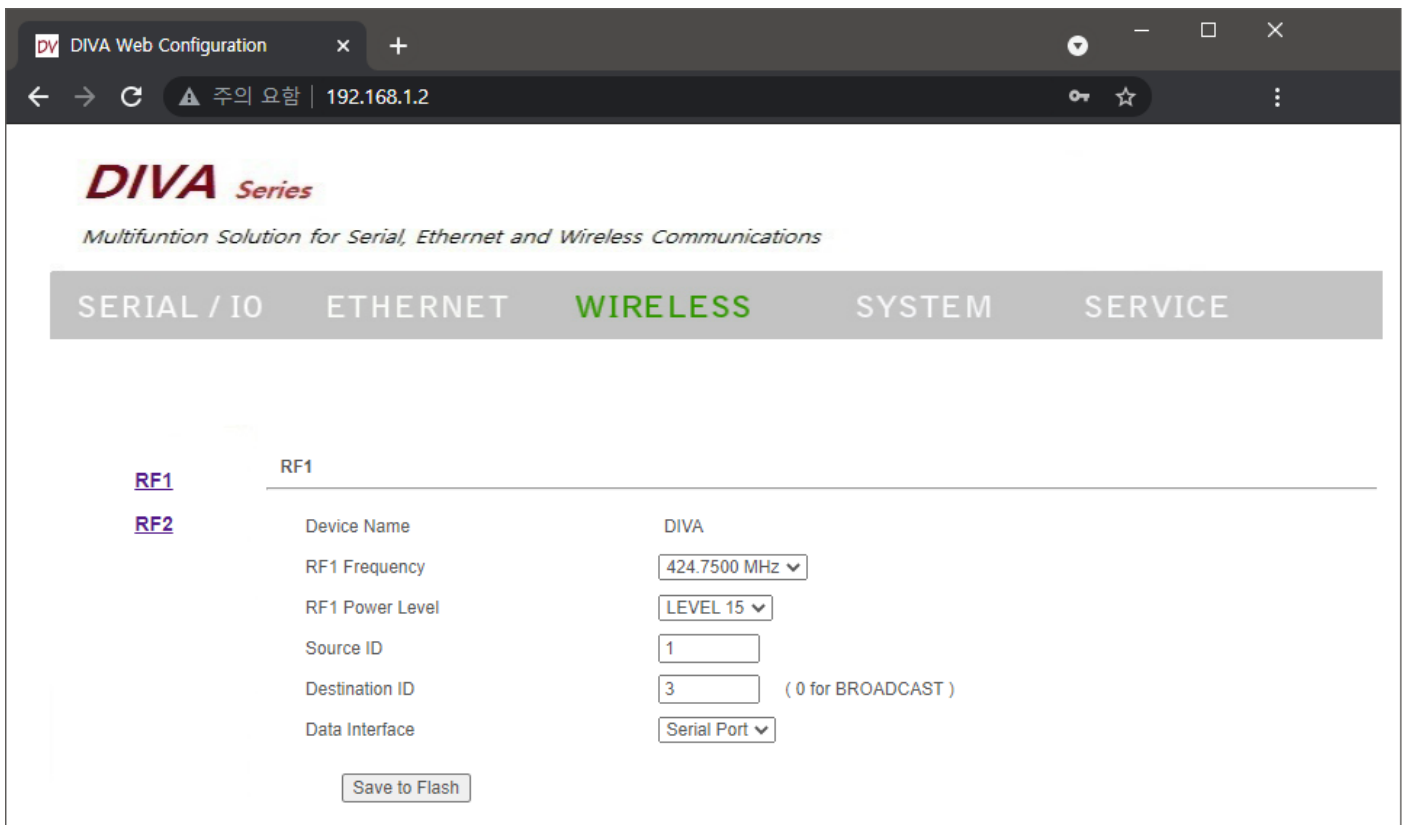 DV DIVA Web Configuration
주의 요함 | 192.168.1.2
DIVA Series
Multifuntion Solution for Serial, Ethernet and Wireless Communications
SERIAL / IO ETHERNET WIRELESS SYSTEM SERVICE
RF1
RF1
RF2
Device Name DIVA
RF1 Frequency 424.7500 MHz
RF1 Power Level LEVEL 15
Source ID 1
Destination ID 3 ( 0 for BROADCAST )
Data Interface Serial Port
Save to Flash